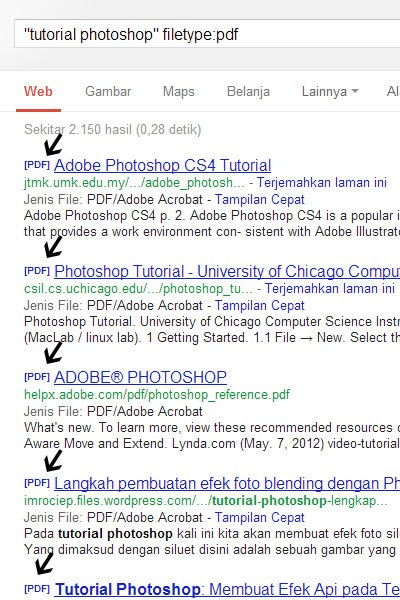 "tutorial photoshop" filetype:pdf
Web Gambar Maps Belanja Lainnya
Sekitar 2.150 hasil (0,28 detik)
[PDF] Adobe Photoshop CS4 Tutorial
jtmk.umk.edu.my/.../adobe_photosh... - Terjemahkan laman ini
Jenis File: PDF/Adobe Acrobat - Tampilan Cepat
Adobe Photoshop CS4 p. 2. Adobe Photoshop CS4 is a popular
that provides a work environment con- sistent with Adobe
[PDF] Photoshop Tutorial - University of Chicago
csil.cs.uchicago.edu/.../photoshop_tu... - Terjemahkan laman ini
Jenis File: PDF/Adobe Acrobat - Tampilan Cepat
Photoshop Tutorial. University of Chicago Computer Science
(MacLab / linux lab). 1 Getting Started. 1.1 File → New. Select
[PDF] ADOBE® PHOTOSHOP
helpx.adobe.com/pdf/photoshop_reference.pdf
Jenis File: PDF/Adobe Acrobat
What's new. To learn more, view these recommended resources
Aware Move and Extend. Lynda.com (May. 7, 2012) video-tutorial
[PDF] Langkah pembuatan efek foto blending dengan
imrociep.files.wordpress.com/.../tutorial-photoshop-lengkap...
Jenis File: PDF/Adobe Acrobat - Tampilan Cepat
Pada tutorial photoshop kali ini kita akan membuat efek
Yang dimaksud dengan siluet disini adalah sebuah gambar yang
[PDF] Tutorial Photoshop: Membuat Efek Api pada